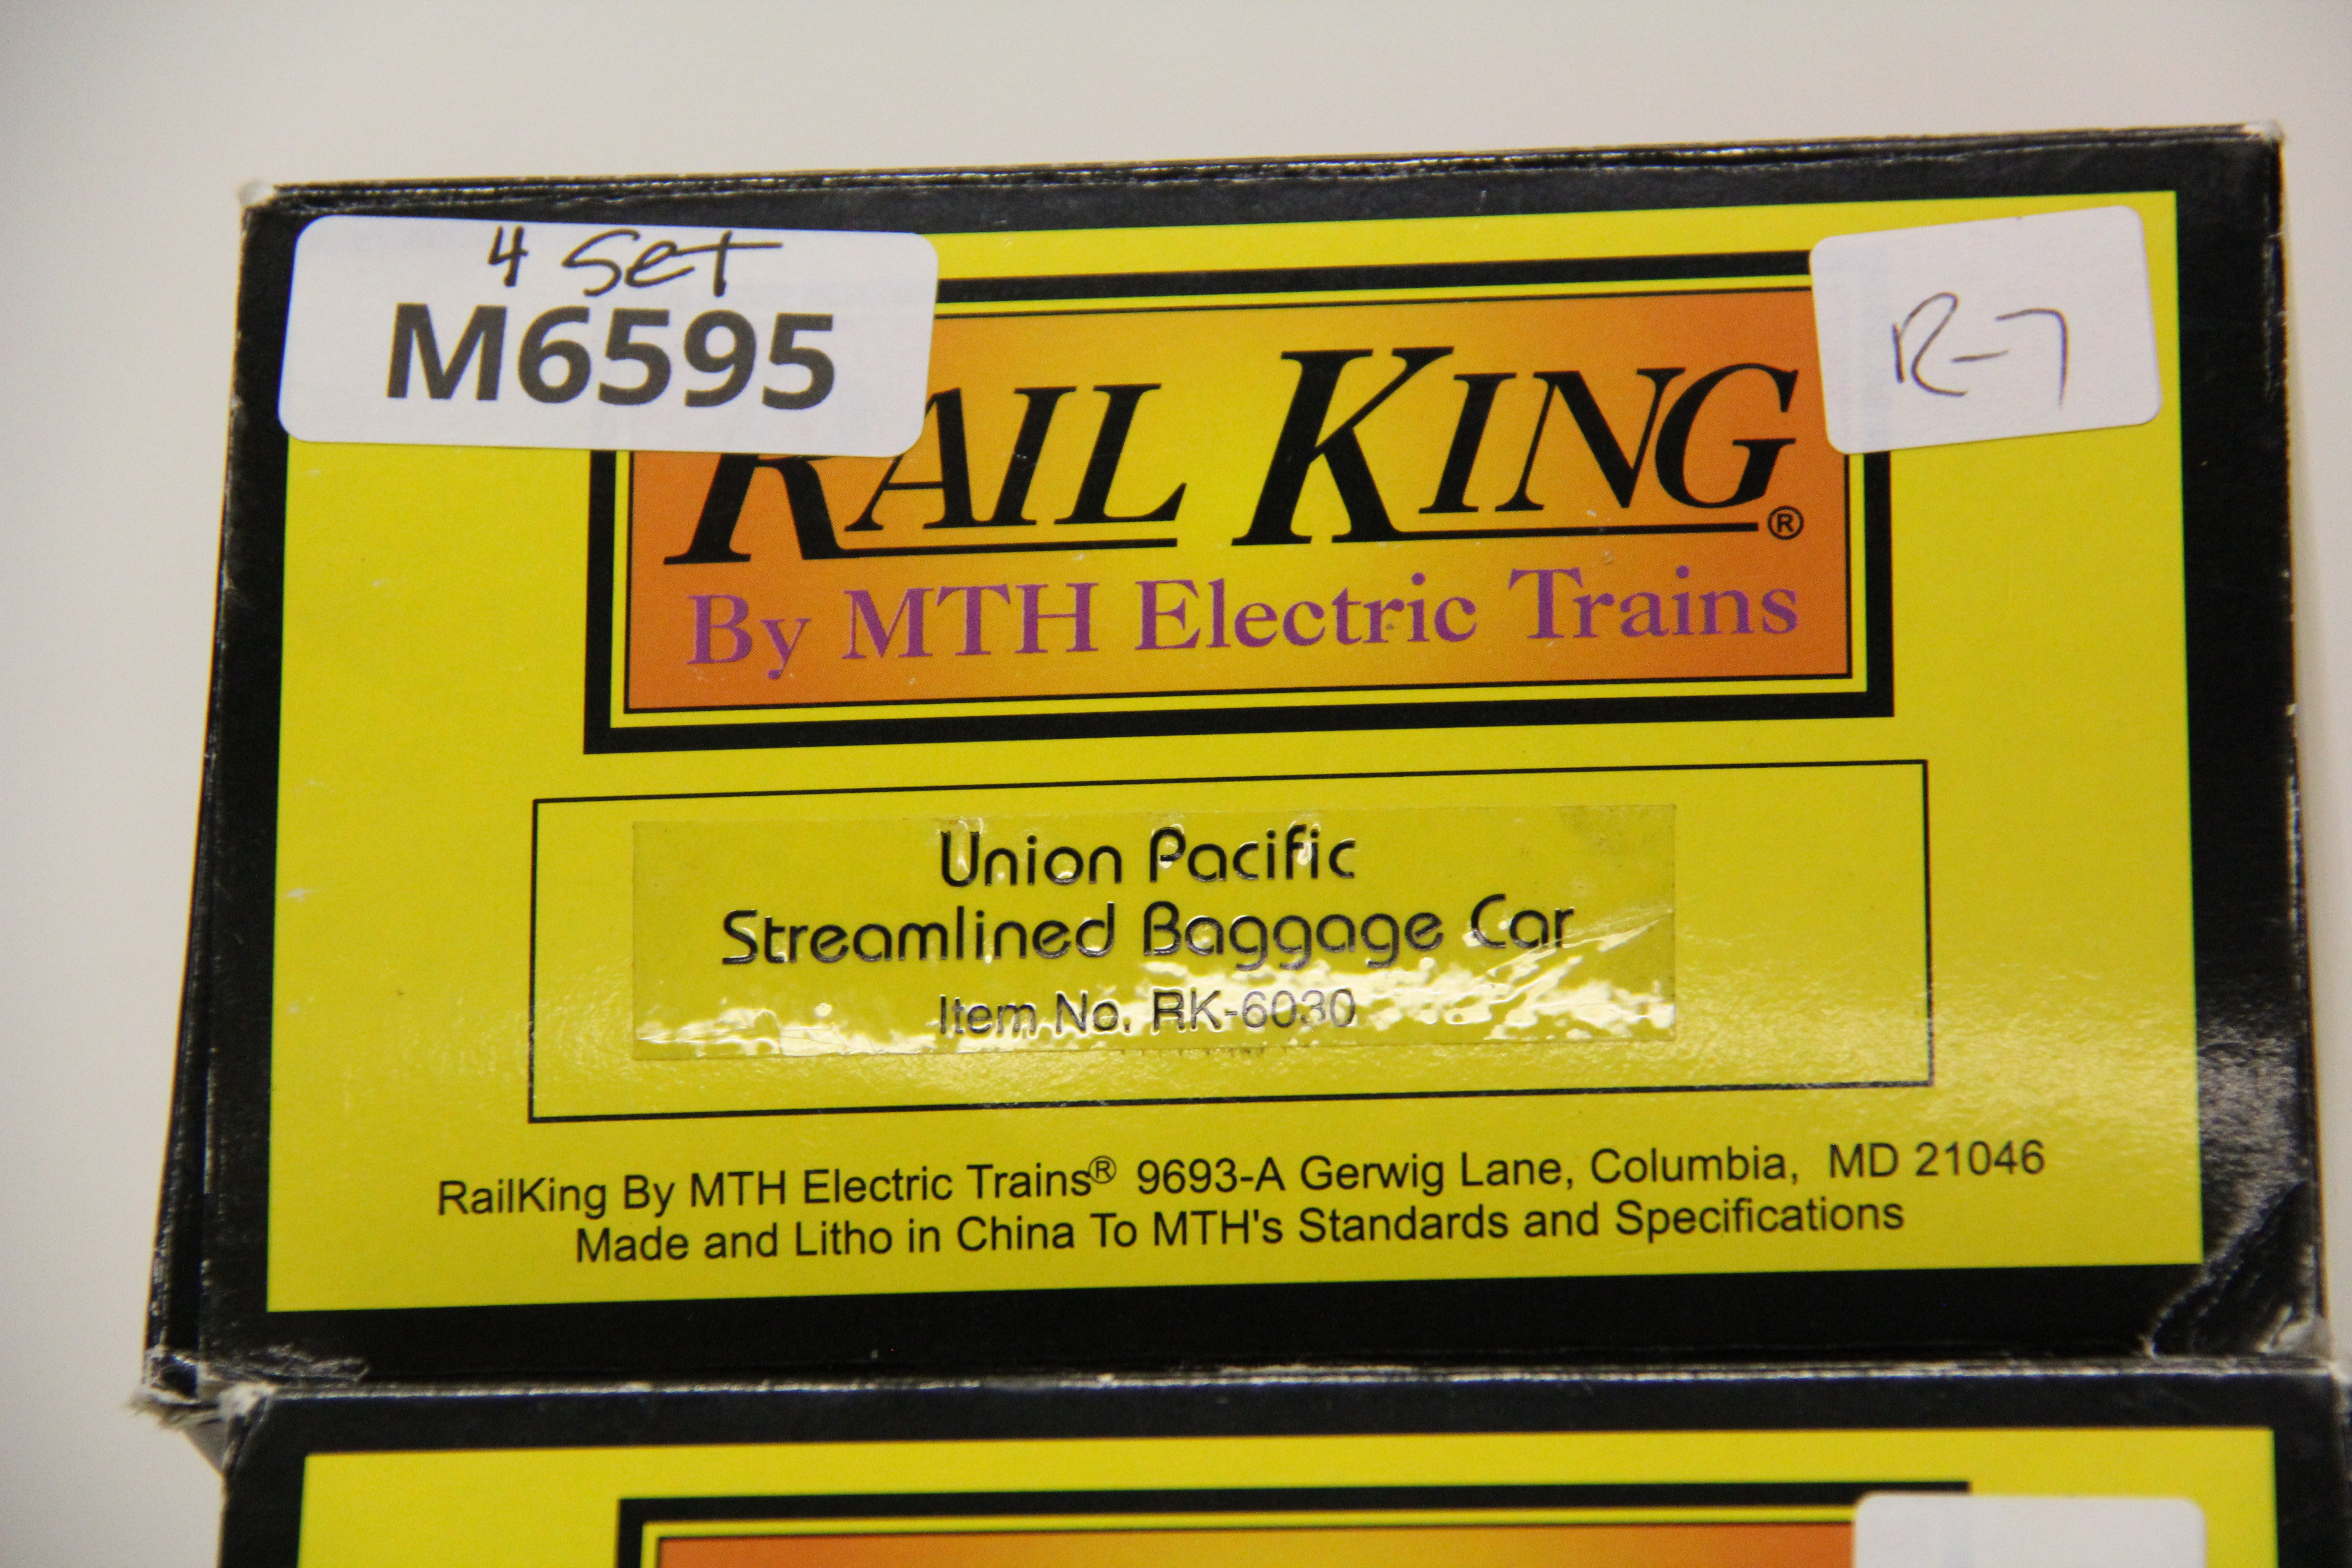 4 Set
M6595
R-7
RAIL KING®
By MTH Electric Trains
Union Pacific
Streamlined Baggage Car
Item No. RK-6030
RailKing By MTH Electric Trains® 9693-A Gerwig Lane, Columbia, MD 21046
Made and Litho in China To MTH's Standards and Specifications